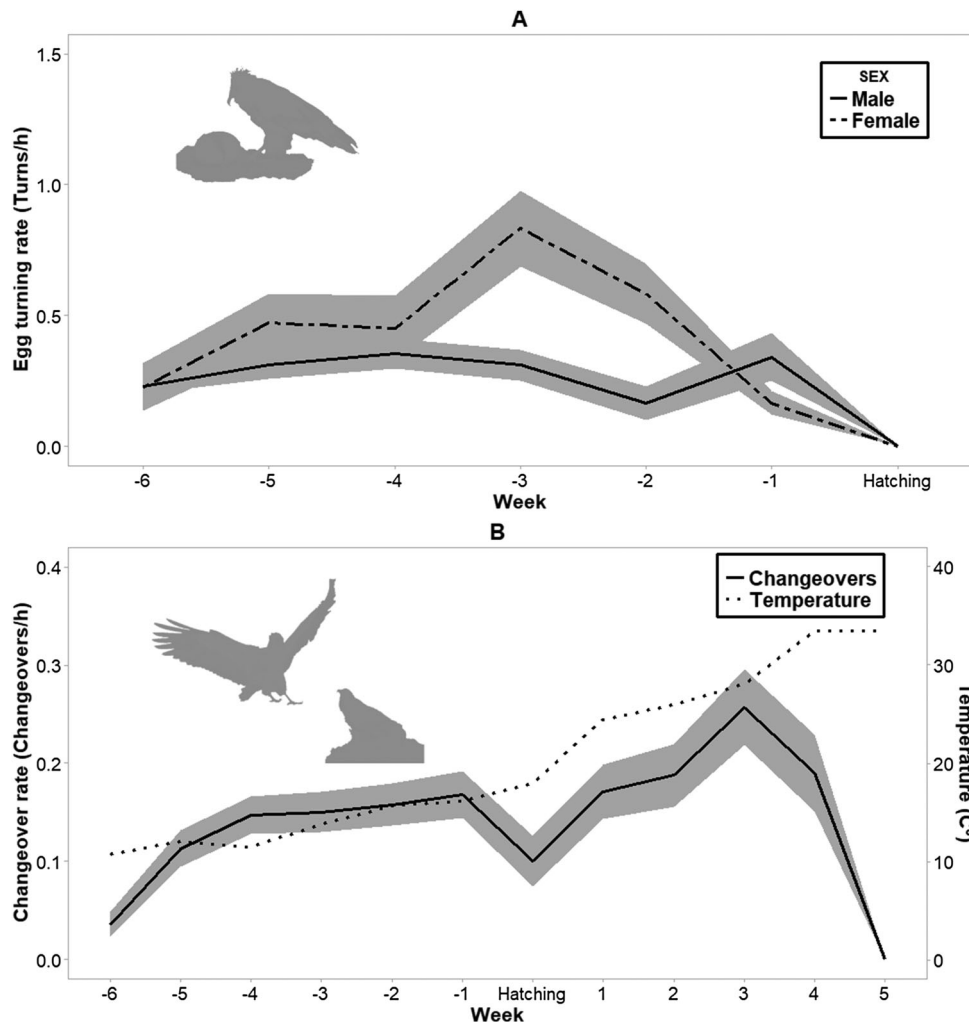 A
Egg turning rate (Turns/h)
1.5
1.0
0.5
0.0
SEX
Male
Female
-6 -5 -4 -3 -2 -1 Hatching
Week
B
Changeover rate (Changeovers/h)
0.4
0.3
0.2
0.1
0.0
Changeovers
Temperature
40
30
20
10
0
Temperature (C°)
-6 -5 -4 -3 -2 -1 Hatching 1 2 3 4 5
Week